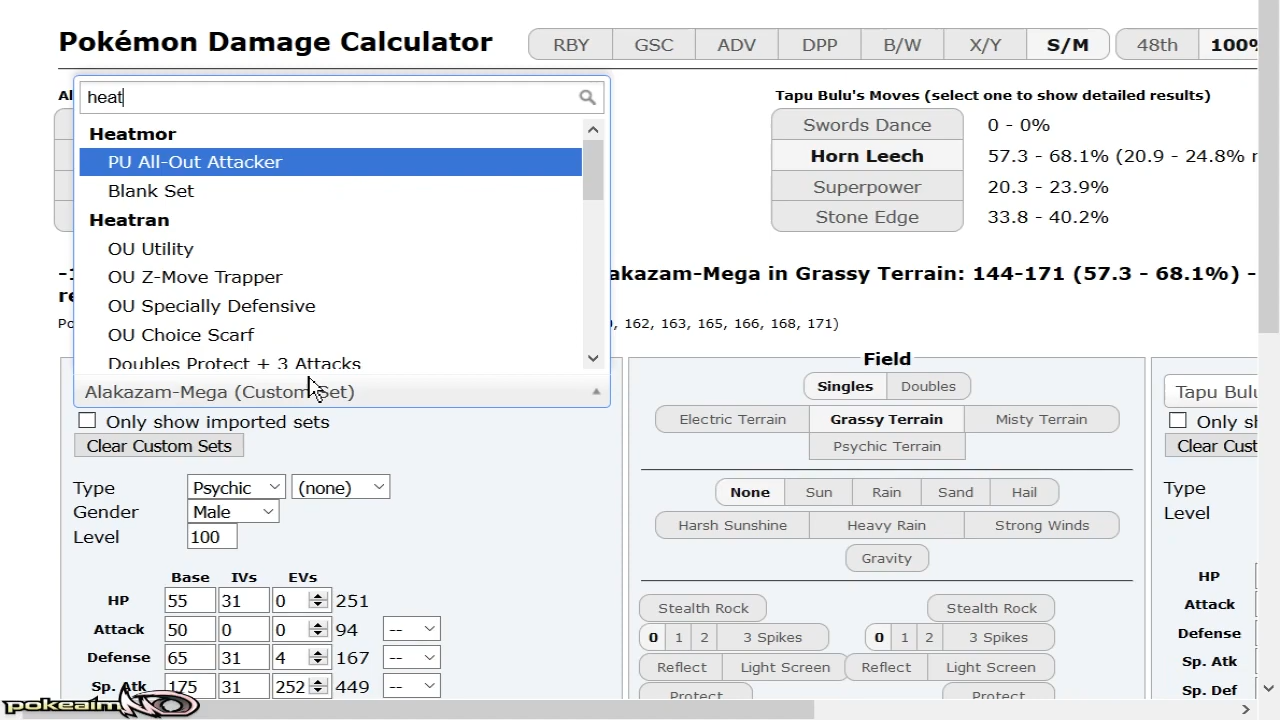 Pokémon Damage Calculator
RBY GSC ADV DPP B/W X/Y S/M 48th 100%
Al
heat
Heatmor
PU All-Out Attacker
Blank Set
Heatran
OU Utility
OU Z-Move Trapper
OU Specially Defensive
OU Choice Scarf
Doubles Protect + 3 Attacks
Alakazam-Mega (Custom Set)
Only show imported sets
Clear Custom Sets
Tapu Bulu's Moves (select one to show detailed results)
Swords Dance 0 - 0%
Horn Leech 57.3 - 68.1% (20.9 - 24.8% r
Superpower 20.3 - 23.9%
Stone Edge 33.8 - 40.2%
akazam-Mega in Grassy Terrain: 144-171 (57.3 - 68.1%) -
re
Po , 162, 163, 165, 166, 168, 171)
Type Psychic (none)
Gender Male
Level 100
Base IVs EVs
HP 55 31 0 251
Attack 50 0 0 94 --
Defense 65 31 4 167 --
Sp. Atk 175 31 252 449 --
Field
Singles Doubles
Electric Terrain Grassy Terrain Misty Terrain
Psychic Terrain
None Sun Rain Sand Hail
Harsh Sunshine Heavy Rain Strong Winds
Gravity
Stealth Rock Stealth Rock
0 1 2 3 Spikes 0 1 2 3 Spikes
Reflect Light Screen Reflect Light Screen
Protect Protect
Tapu Bulu
Only sh
Clear Cust
Type
Level
HP
Attack
Defense
Sp. Atk
Sp. Def
pokeaim